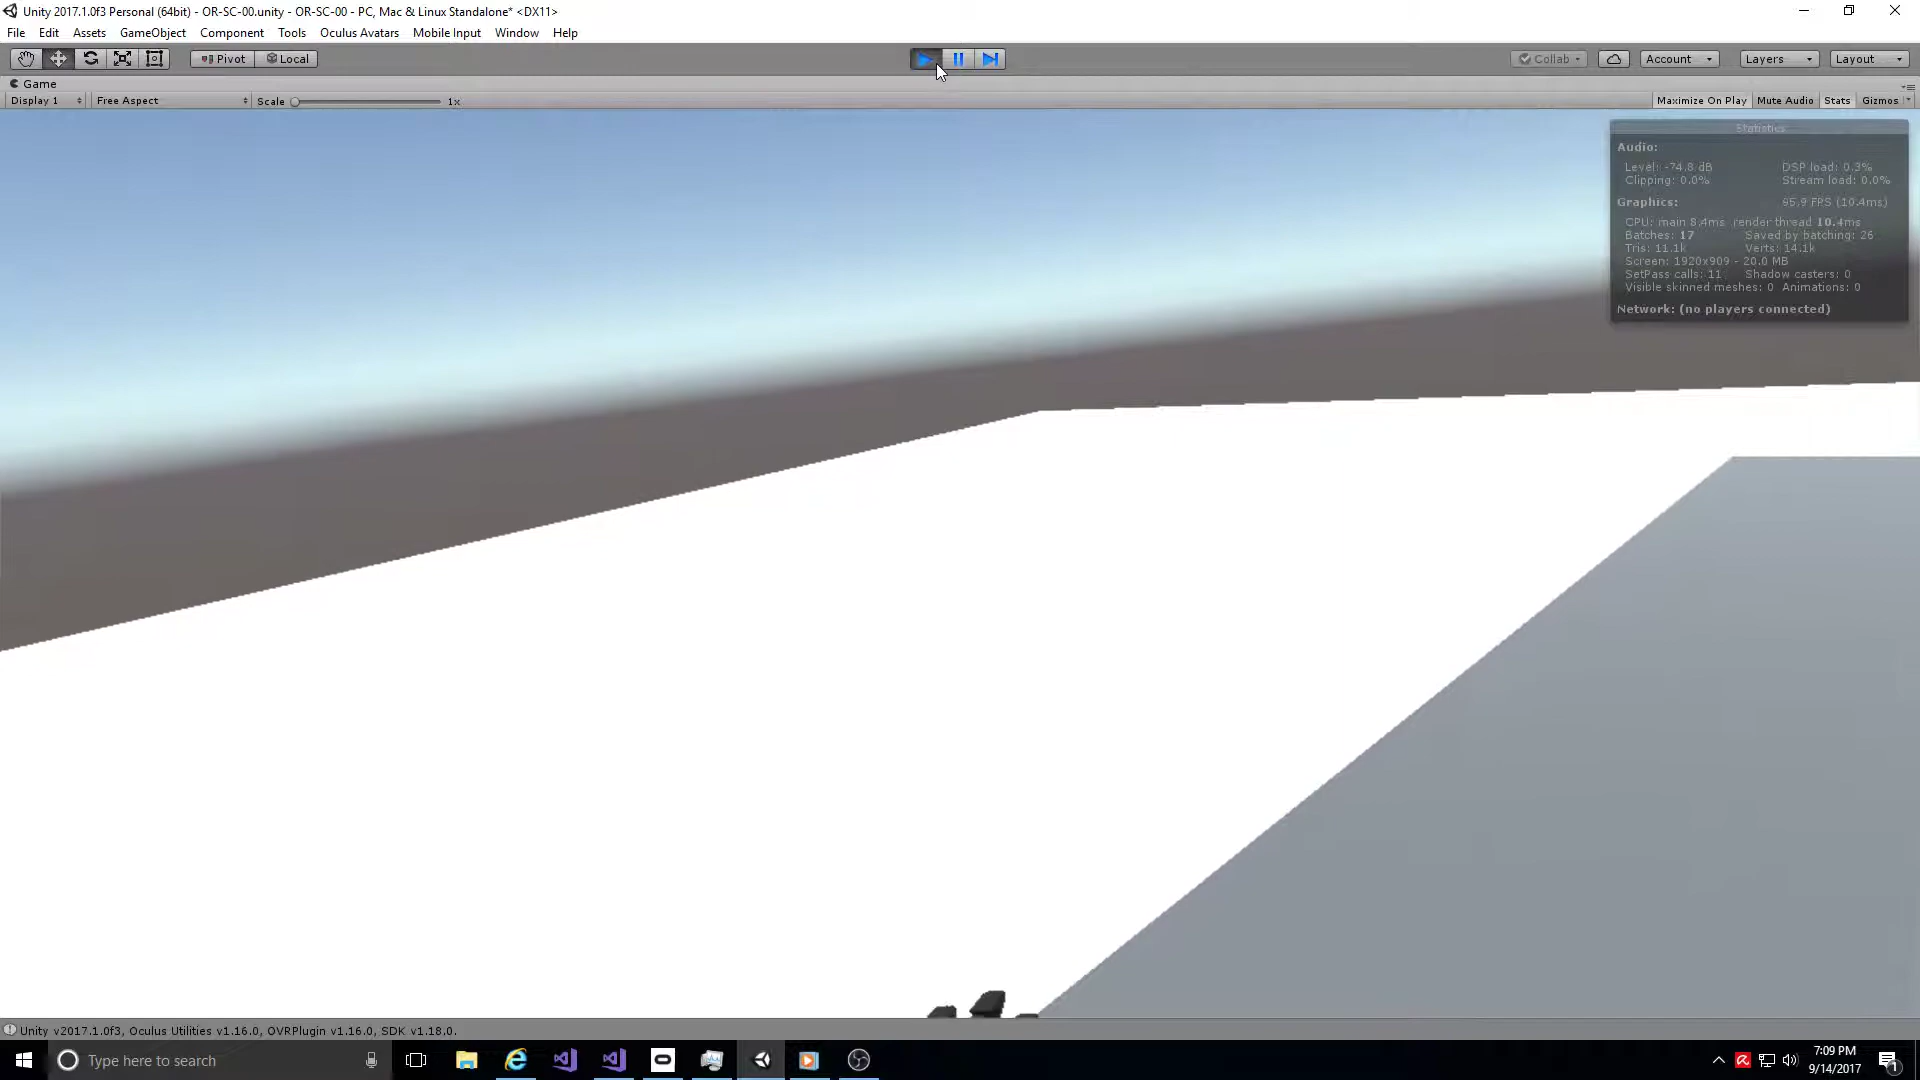 Unity 2017.1.0f3 Personal (64bit) - OR-SC-00.unity - OR-SC-00 - PC, Mac & Linux Standalone* <DX11>
File Edit Assets GameObject Component Tools Oculus Avatars Mobile Input Window Help
Pivot Local Collab Account Layers Layout
Game
Display 1 Free Aspect Scale 1x Maximize On Play Mute Audio Stats Gizmos
Statistics
Audio:
Level: -74.8 dB DSP load: 0.3%
Clipping: 0.0% Stream load: 0.0%
Graphics: 95.9 FPS (10.4ms)
CPU: main 8.4ms render thread 10.4ms
Batches: 17 Saved by batching: 26
Tris: 11.1k Verts: 14.1k
Screen: 1920x909 - 20.0 MB
SetPass calls: 11 Shadow casters: 0
Visible skinned meshes: 0 Animations: 0
Network: (no players connected)
Unity v2017.1.0f3, Oculus Utilities v1.16.0, OVRPlugin v1.16.0, SDK v1.18.0.
Type here to search
7:09 PM
9/14/2017
1